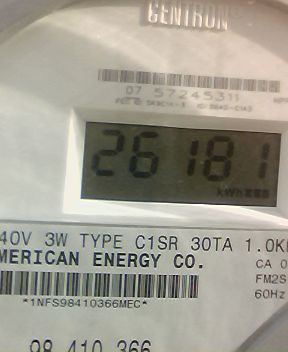 CENTRON
D7 57245311
26181
kWh
40V 3W TYPE C1SR 30TA 1.0K
MERICAN ENERGY CO.
CA 0
FM2S
60Hz
*1NFS98410366MEC*
98 410 366